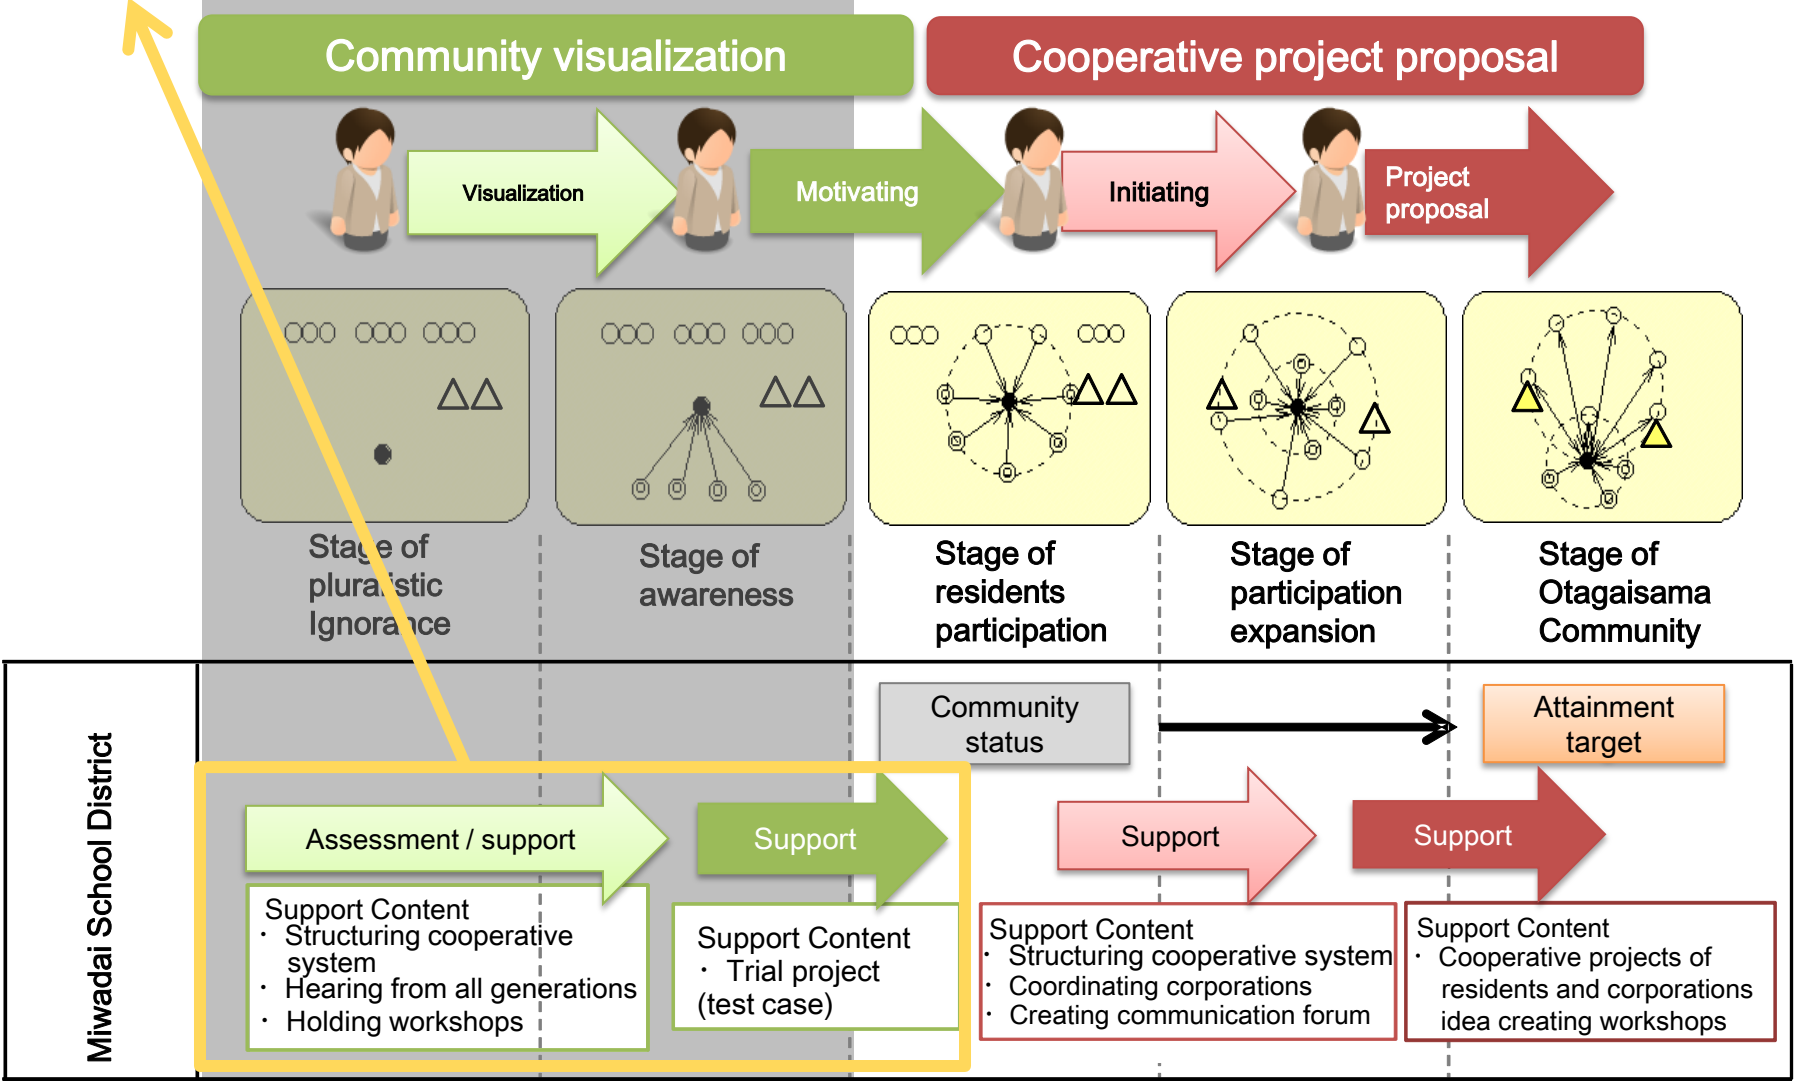 Community visualization
Cooperative project proposal
Visualization
Motivating
Initiating
Project
proposal
Stage of
pluralistic
Ignorance
Stage of
awareness
Stage of
residents
participation
Stage of
participation
expansion
Stage of
Otagaisama
Community
Miwadai School District
Community
status
Attainment
target
Assessment / support
Support
Support
Support
Support Content
・ Structuring cooperative
system
・ Hearing from all generations
・ Holding workshops
Support Content
・ Trial project
(test case)
Support Content
・ Structuring cooperative system
・ Coordinating corporations
・ Creating communication forum
Support Content
・ Cooperative projects of
residents and corporations
idea creating workshops